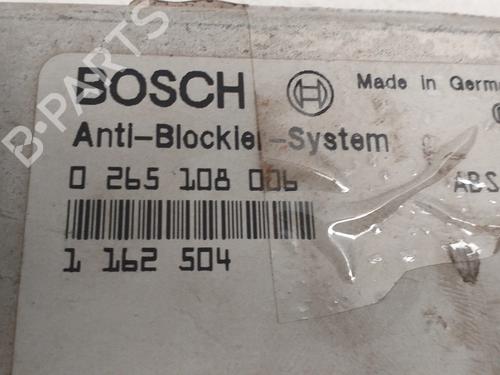 BOSCH Made in Germ
Anti-Blockier-System
0 265 108 006 ABS
1 162 504
B-PARTS